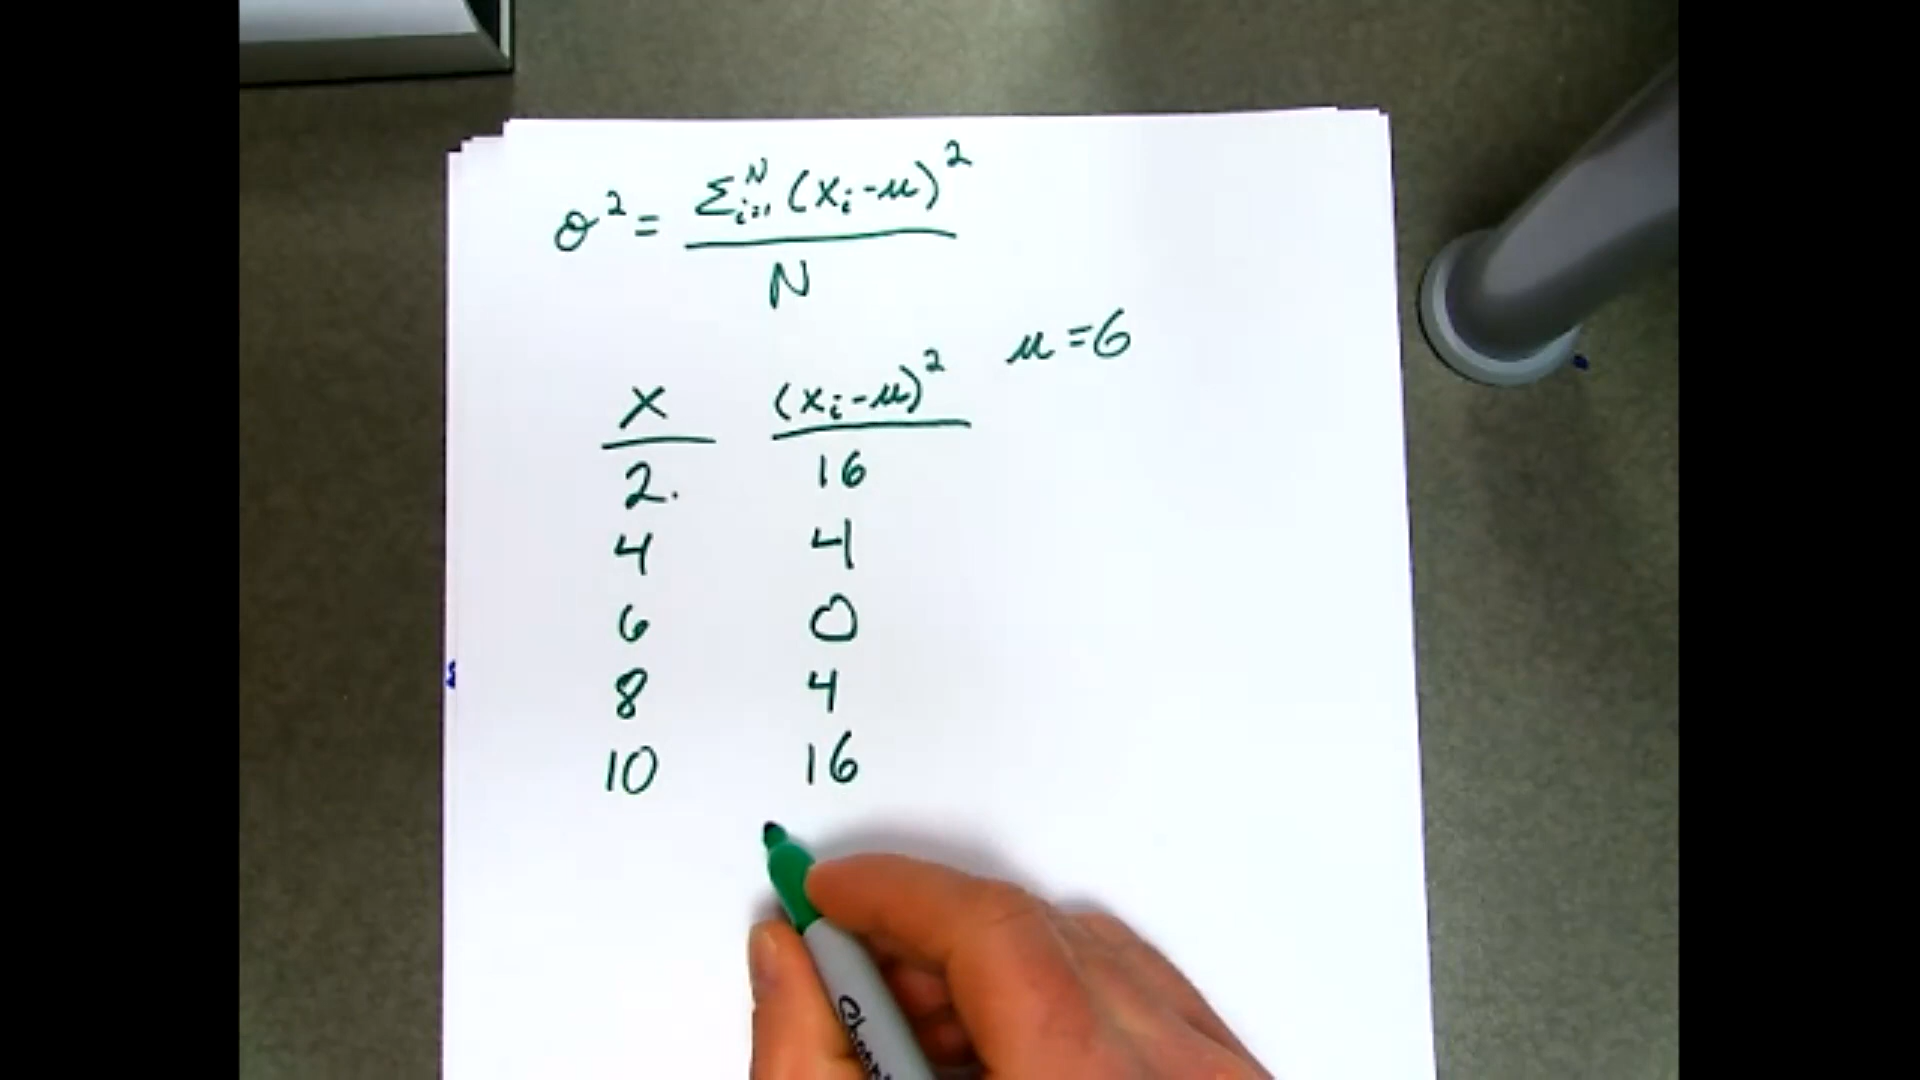 σ² = Σᵢ₌₁ᴺ (xᵢ - μ)²
N
μ = 6
x (xᵢ - μ)²
2. 16
4 4
6 0
8 4
10 16